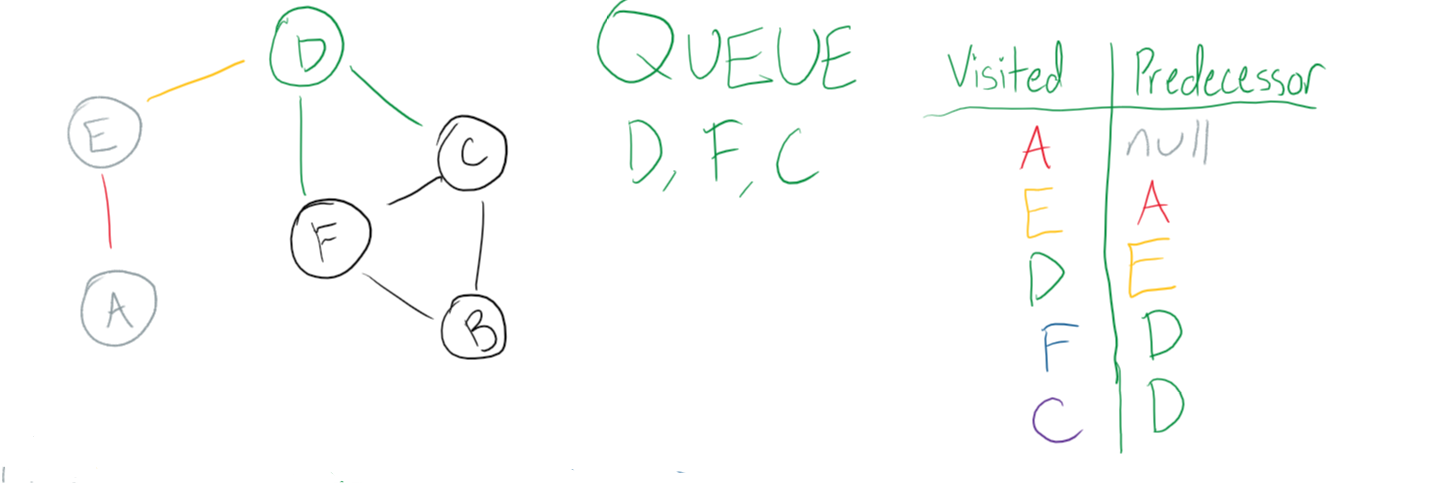 D
QUEUE
Visited Predecessor
E
C
D, F, C
A null
E A
F
D E
A
B
F D
C D